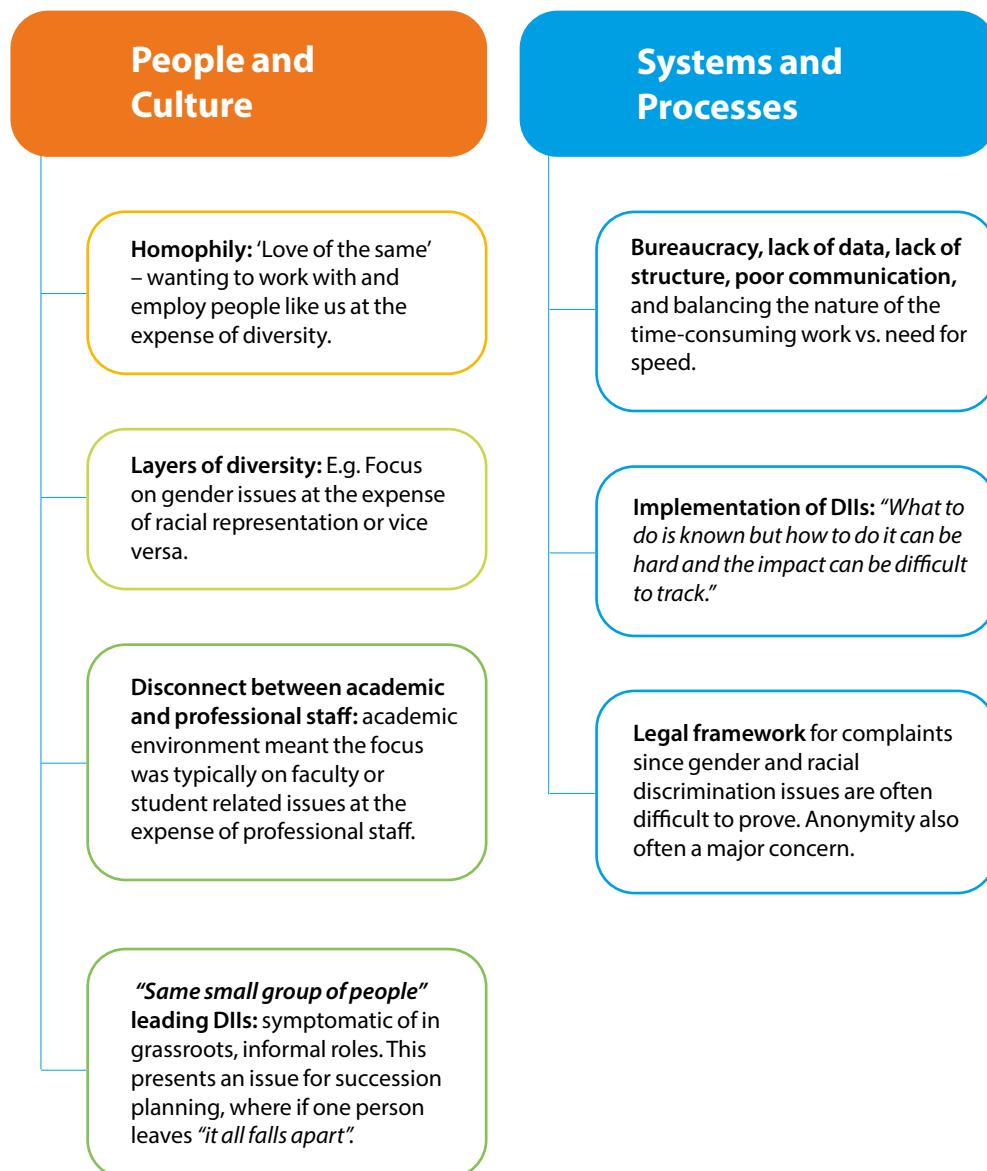 People and
Culture
Homophily: ‘Love of the same’
– wanting to work with and
employ people like us at the
expense of diversity.
Layers of diversity: E.g. Focus
on gender issues at the expense
of racial representation or vice
versa.
Disconnect between academic
and professional staff: academic
environment meant the focus
was typically on faculty or
student related issues at the
expense of professional staff.
“Same small group of people”
leading DIIs: symptomatic of in
grassroots, informal roles. This
presents an issue for succession
planning, where if one person
leaves “it all falls apart”.
Systems and
Processes
Bureaucracy, lack of data, lack of
structure, poor communication,
and balancing the nature of the
time-consuming work vs. need for
speed.
Implementation of DIIs: “What to
do is known but how to do it can be
hard and the impact can be difficult
to track.”
Legal framework for complaints
since gender and racial
discrimination issues are often
difficult to prove. Anonymity also
often a major concern.